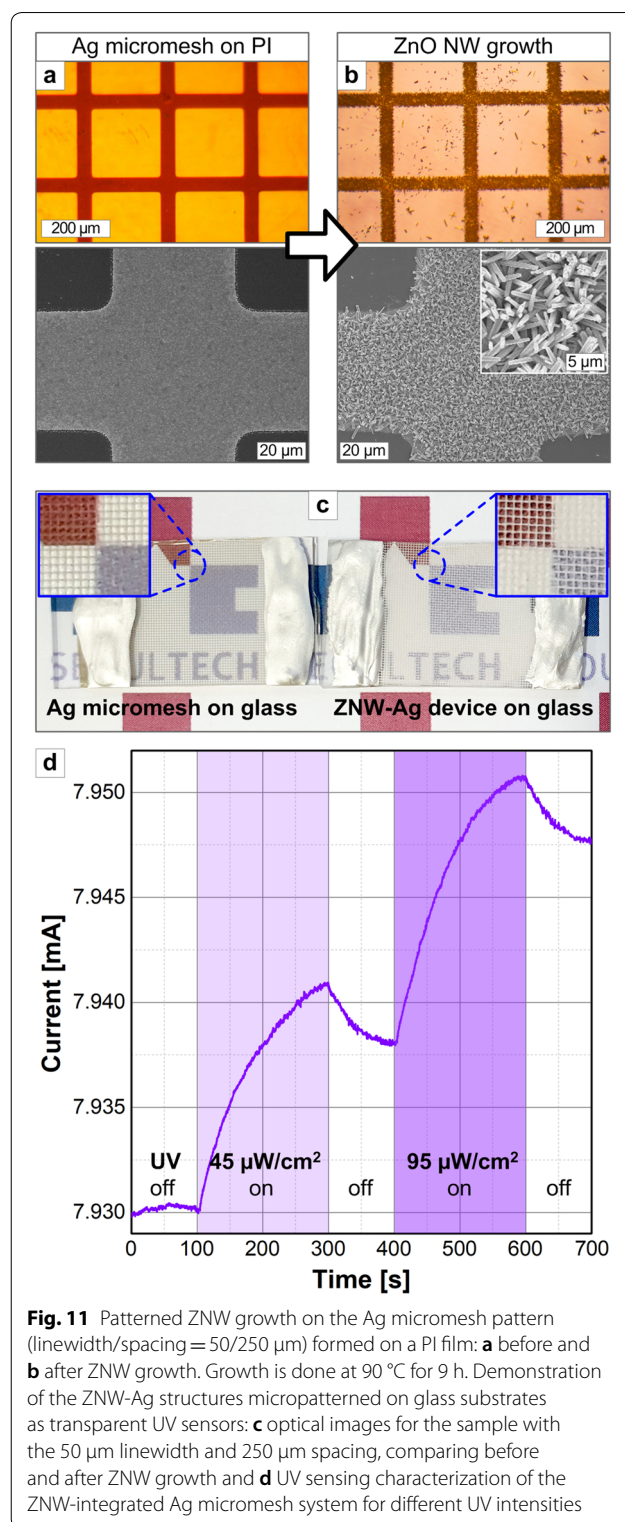 Ag micromesh on PI
ZnO NW growth
a
b
200 µm
200 µm
20 µm
5 µm
20 µm
c
SEOULTECH
EOULTECH
OU
Ag micromesh on glass
ZNW-Ag device on glass
d
7.950
7.945
7.940
7.935
7.930
Current [mA]
UV
off
45 µW/cm²
on
off
95 µW/cm²
on
off
0 100 200 300 400 500 600 700
Time [s]
Fig. 11 Patterned ZNW growth on the Ag micromesh pattern
(linewidth/spacing = 50/250 µm) formed on a PI film: a before and
b after ZNW growth. Growth is done at 90 °C for 9 h. Demonstration
of the ZNW-Ag structures micropatterned on glass substrates
as transparent UV sensors: c optical images for the sample with
the 50 µm linewidth and 250 µm spacing, comparing before
and after ZNW growth and d UV sensing characterization of the
ZNW-integrated Ag micromesh system for different UV intensities